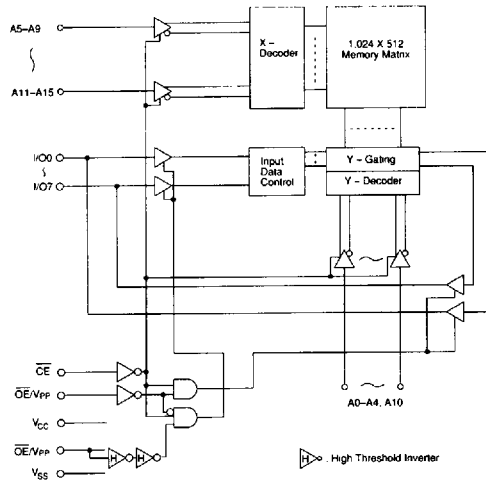 A5–A9
X –
Decoder
1.024 X 512
Memory Matrix
A11–A15
I/O0
I/O7
Input
Data
Control
Y – Gating
Y – Decoder
CE
OE/VPP
A0–A4, A10
VCC
OE/VPP
H
H
VSS
H
: High Threshold Inverter